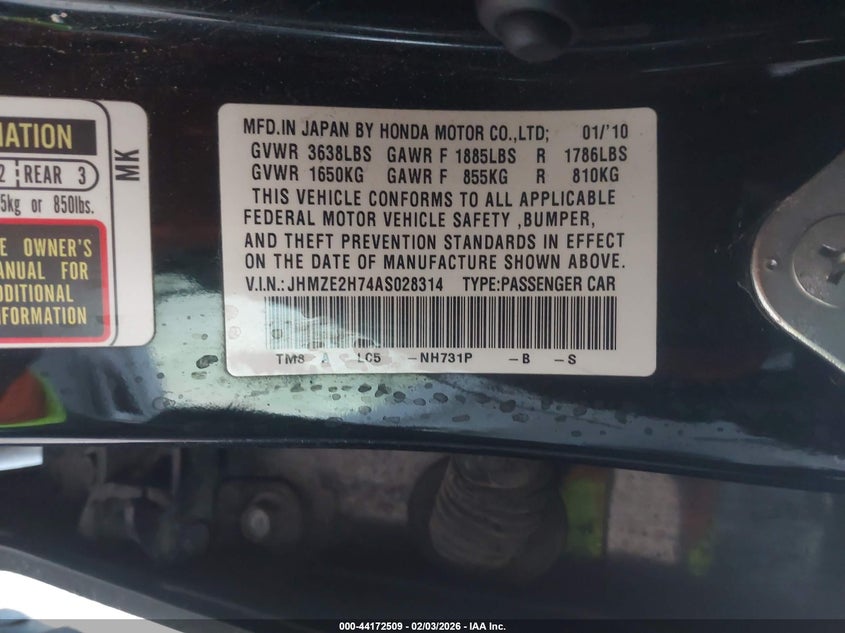 MATION
2 REAR 3
5kg or 850lbs.
E OWNER'S
ANUAL FOR
DDITIONAL
NFORMATION
MK
MFD.IN JAPAN BY HONDA MOTOR CO.,LTD; 01/'10
GVWR 3638LBS GAWR F 1885LBS R 1786LBS
GVWR 1650KG GAWR F 855KG R 810KG
THIS VEHICLE CONFORMS TO ALL APPLICABLE
FEDERAL MOTOR VEHICLE SAFETY ,BUMPER,
AND THEFT PREVENTION STANDARDS IN EFFECT
ON THE DATE OF MANUFACTURE SHOWN ABOVE.
V.I.N.:JHMZE2H74AS028314 TYPE:PASSENGER CAR
TM8 A LC5 -NH731P -B -S
000-44172509 - 02/03/2026 - IAA Inc.